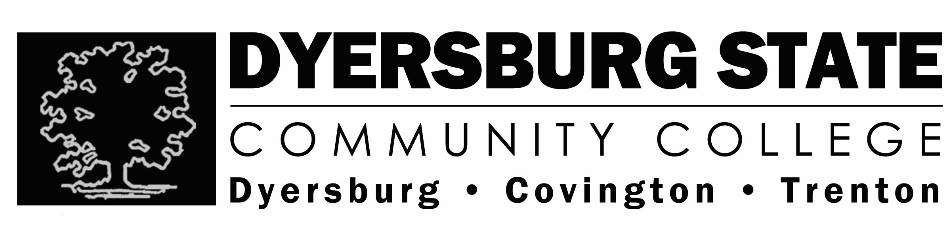 DYERSBURG STATE
COMMUNITY COLLEGE
Dyersburg • Covington • Trenton